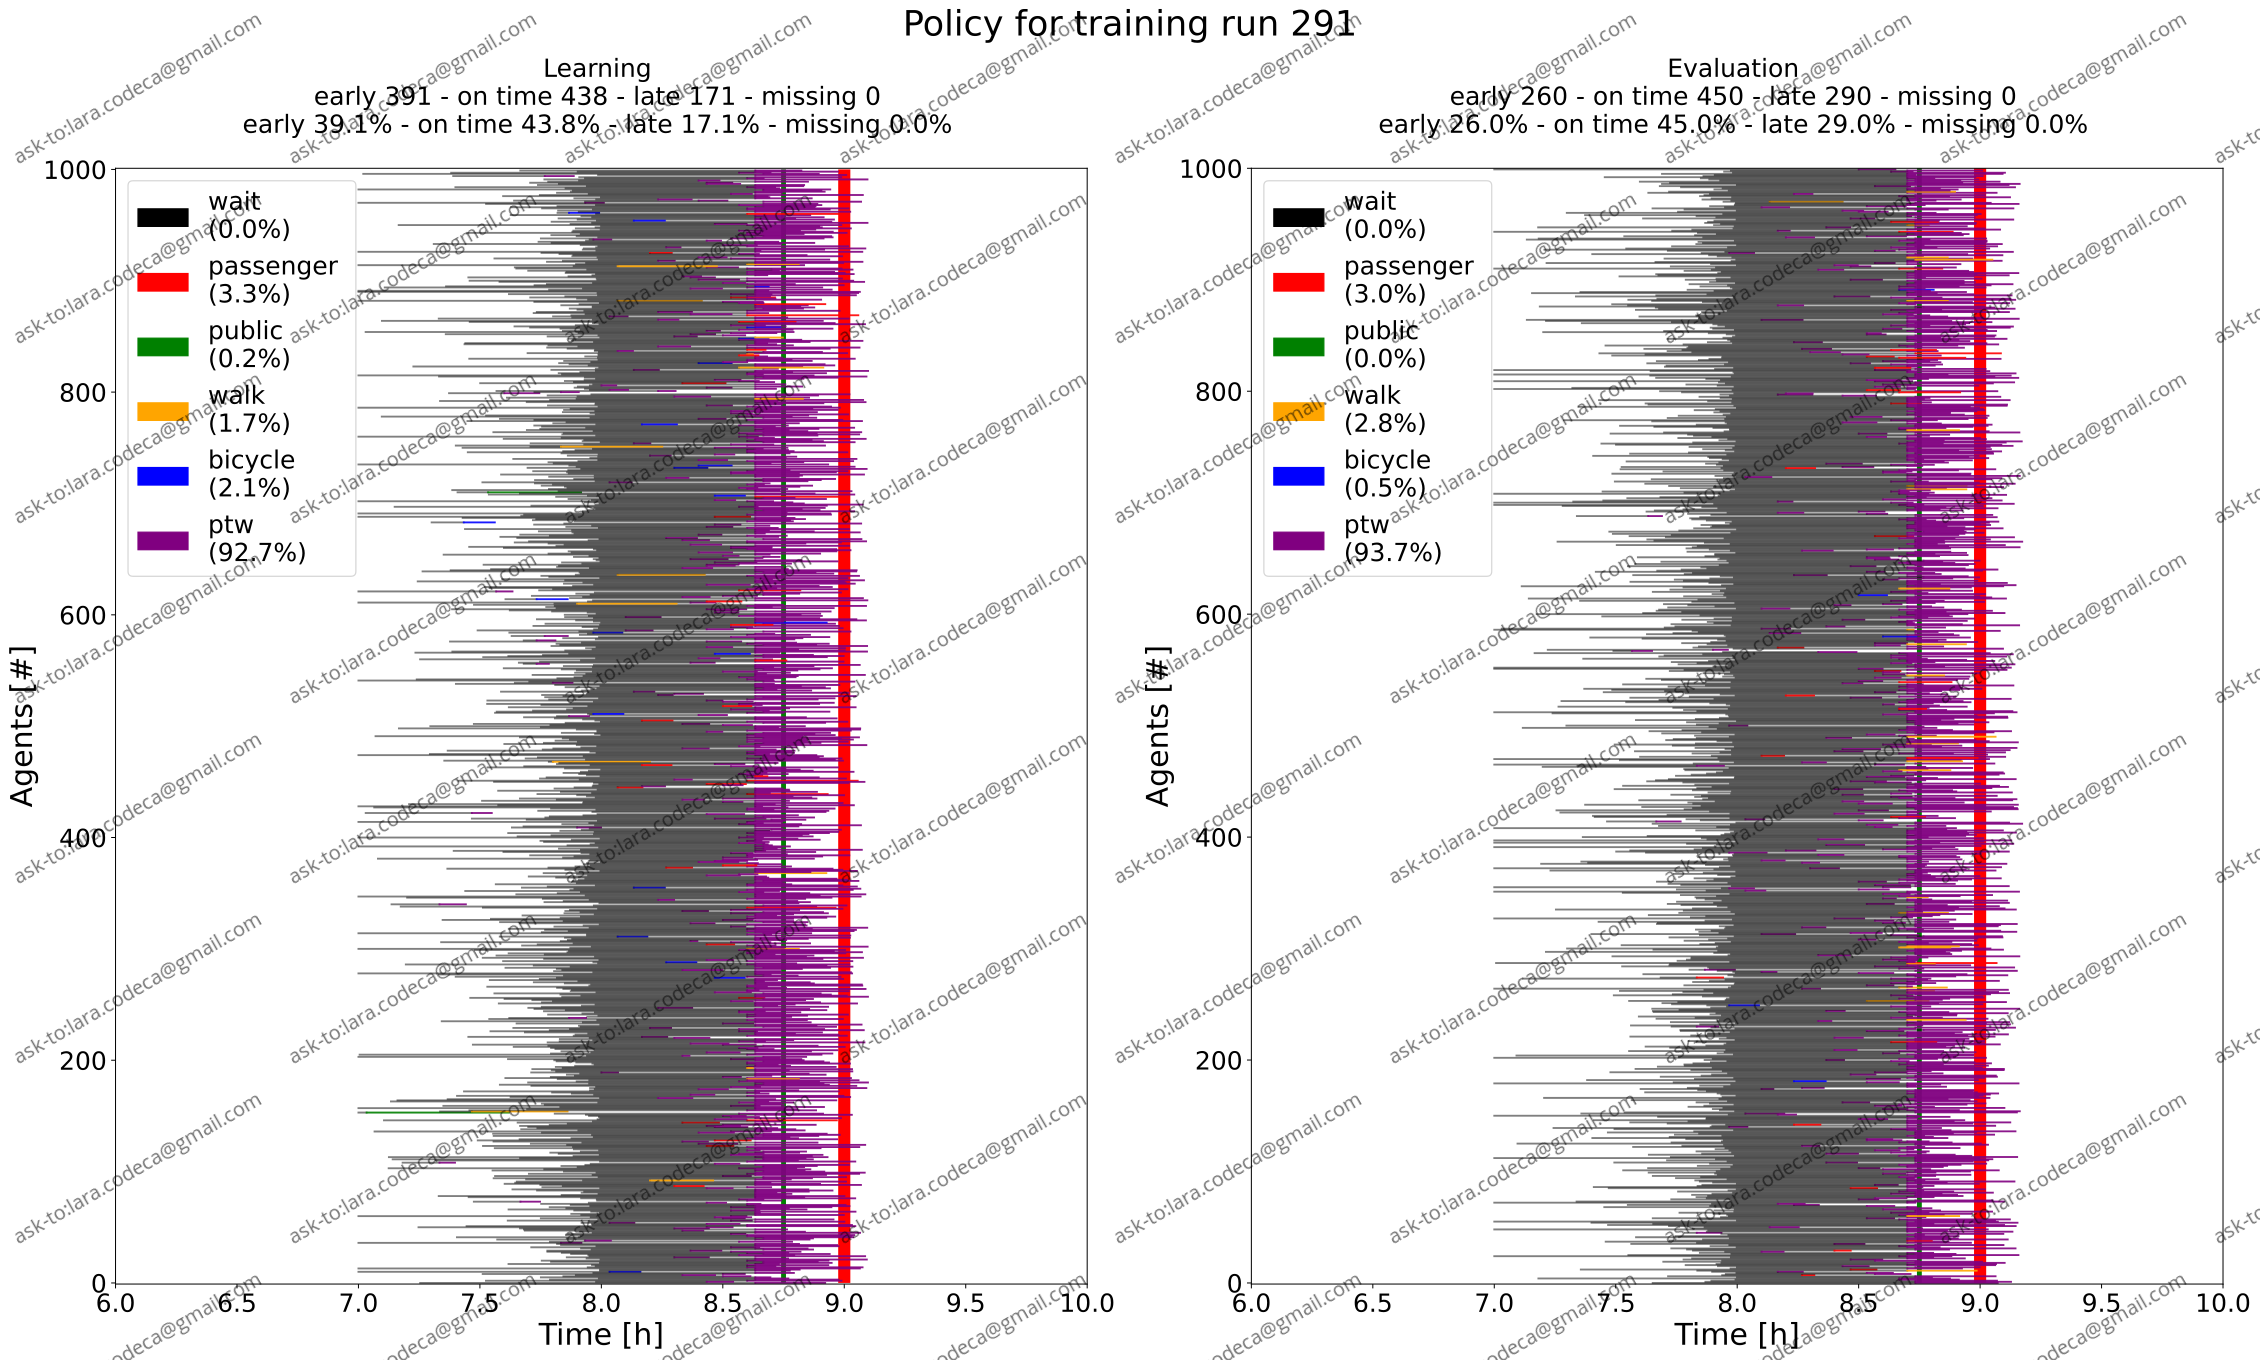 Policy for training run 291
Learning
early 391 - on time 438 - late 171 - missing 0
early 39.1% - on time 43.8% - late 17.1% - missing 0.0%
Agents [#]
1000
800
600
400
200
0
wait
(0.0%)
passenger
(3.3%)
public
(0.2%)
walk
(1.7%)
bicycle
(2.1%)
ptw
(92.7%)
6.0 6.5 7.0 7.5 8.0 8.5 9.0 9.5 10.0
Time [h]
Evaluation
early 260 - on time 450 - late 290 - missing 0
early 26.0% - on time 45.0% - late 29.0% - missing 0.0%
Agents [#]
1000
800
600
400
200
0
wait
(0.0%)
passenger
(3.0%)
public
(0.0%)
walk
(2.8%)
bicycle
(0.5%)
ptw
(93.7%)
6.0 6.5 7.0 7.5 8.0 8.5 9.0 9.5 10.0
Time [h]
ask-to:lara.codeca@gmail.com